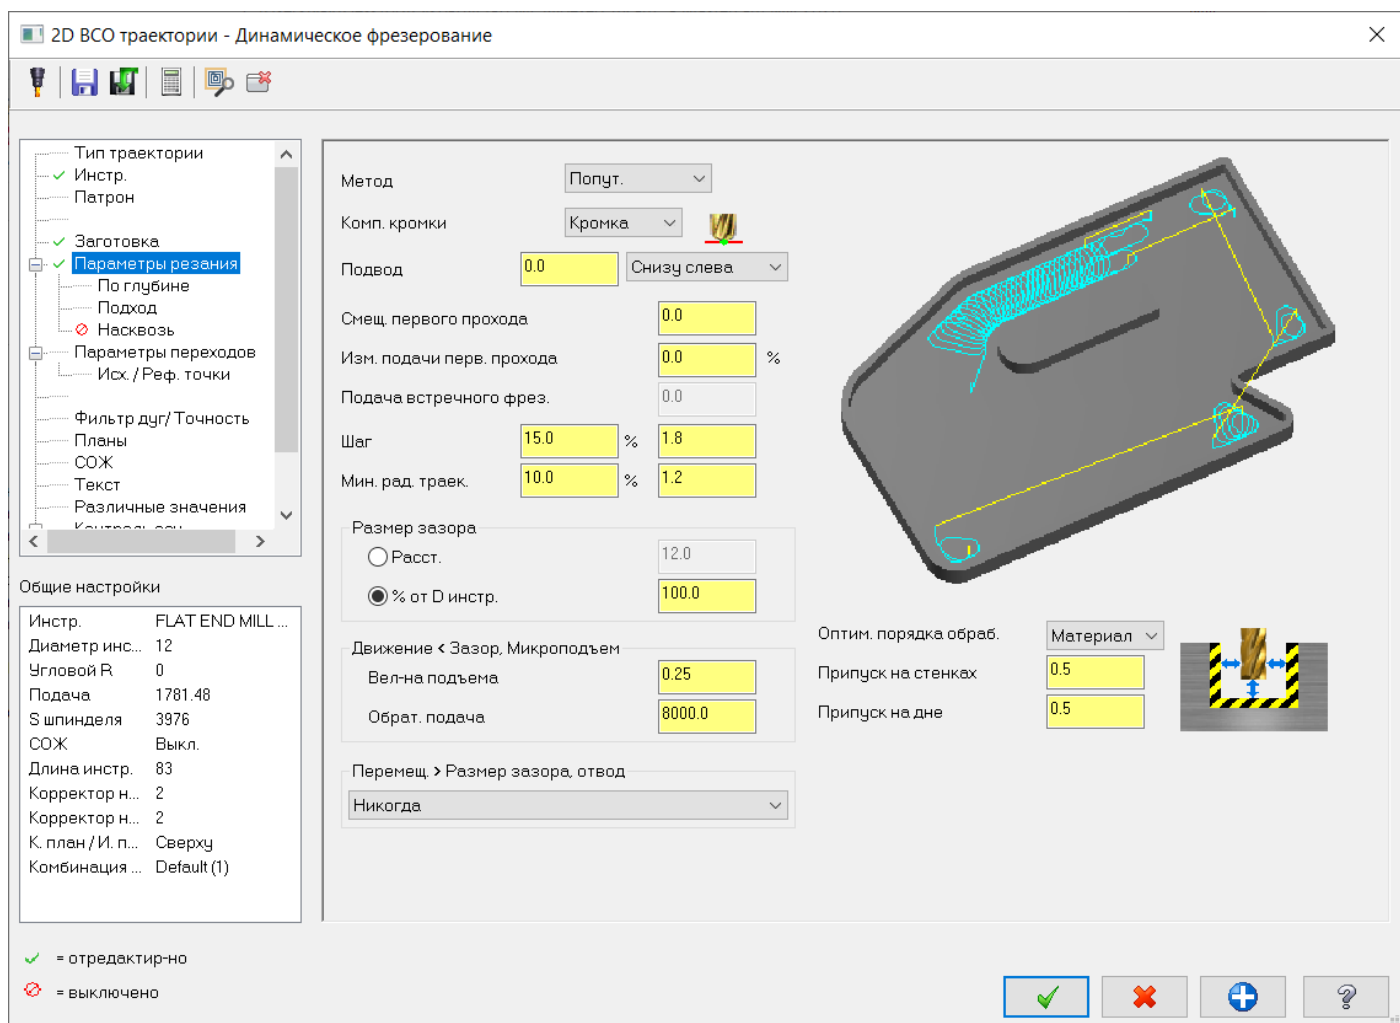 2D ВСО траектории - Динамическое фрезерование
Тип траектории
Инстр.
Патрон
Заготовка
Параметры резания
По глубине
Подход
Насквозь
Параметры переходов
Исх. / Реф. точки
Фильтр дуг/ Точность
Планы
СОЖ
Текст
Различные значения
Общие настройки
Инстр. FLAT END MILL ...
Диаметр инс... 12
Угловой R 0
Подача 1781.48
S шпинделя 3976
СОЖ Выкл.
Длина инстр. 83
Корректор н... 2
Корректор н... 2
К. план / И. п... Сверху
Комбинация ... Default (1)
= отредактир-но
= выключено
Метод Попут.
Комп. кромки Кромка
Подвод 0.0 Снизу слева
Смещ. первого прохода 0.0
Изм. подачи перв. прохода 0.0 %
Подача встречного фрез. 0.0
Шаг 15.0 % 1.8
Мин. рад. траек. 10.0 % 1.2
Размер зазора
Расст. 12.0
% от D инстр. 100.0
Движение < Зазор, Микроподъем
Вел-на подъема 0.25
Обрат. подача 8000.0
Перемещ. > Размер зазора, отвод
Никогда
Оптим. порядка обраб. Материал
Припуск на стенках 0.5
Припуск на дне 0.5